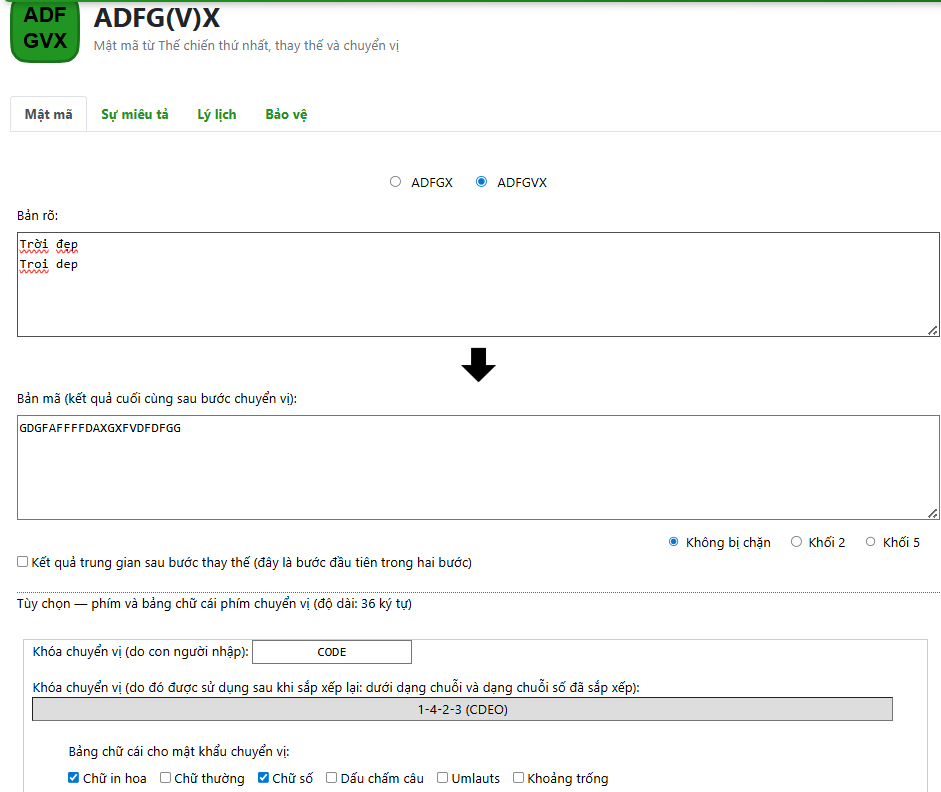 ADF
GVX
ADFG(V)X
Mật mã từ Thế chiến thứ nhất, thay thế và chuyển vị
Mật mã Sự miêu tả Lý lịch Bảo vệ
ADFGX ADFGVX
Bản rõ:
Trời đẹp
Troi dep
Bản mã (kết quả cuối cùng sau bước chuyển vị):
GDGFAFFFFDAXGXFVDFDFGG
Không bị chặn Khối 2 Khối 5
Kết quả trung gian sau bước thay thế (đây là bước đầu tiên trong hai bước)
Tùy chọn — phím và bảng chữ cái phím chuyển vị (độ dài: 36 ký tự)
Khóa chuyển vị (do con người nhập): CODE
Khóa chuyển vị (do đó được sử dụng sau khi sắp xếp lại: dưới dạng chuỗi và dạng chuỗi số đã sắp xếp):
1-4-2-3 (CDEO)
Bảng chữ cái cho mật khẩu chuyển vị:
Chữ in hoa Chữ thường Chữ số Dấu chấm câu Umlauts Khoảng trống